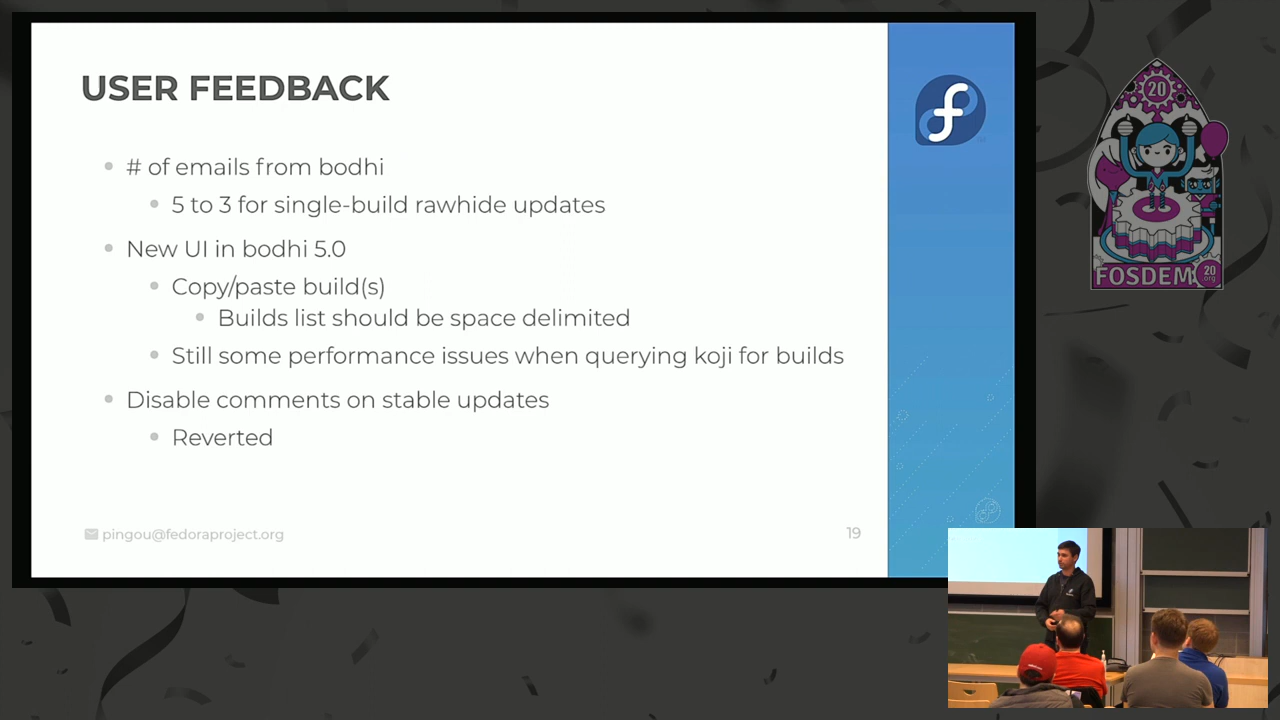 USER FEEDBACK
# of emails from bodhi
5 to 3 for single-build rawhide updates
New UI in bodhi 5.0
Copy/paste build(s)
Builds list should be space delimited
Still some performance issues when querying koji for builds
Disable comments on stable updates
Reverted
pingou@fedoraproject.org
19
20
FOSDEM
20
org